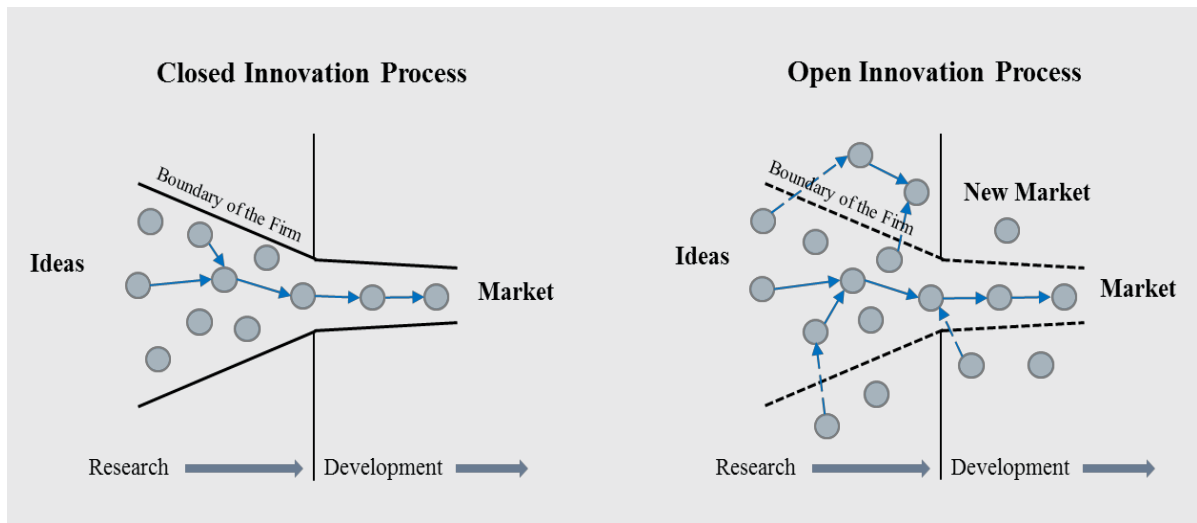 Closed Innovation Process
Boundary of the Firm
Ideas
Market
Research
Development
Open Innovation Process
Boundary of the Firm
New Market
Ideas
Market
Research
Development